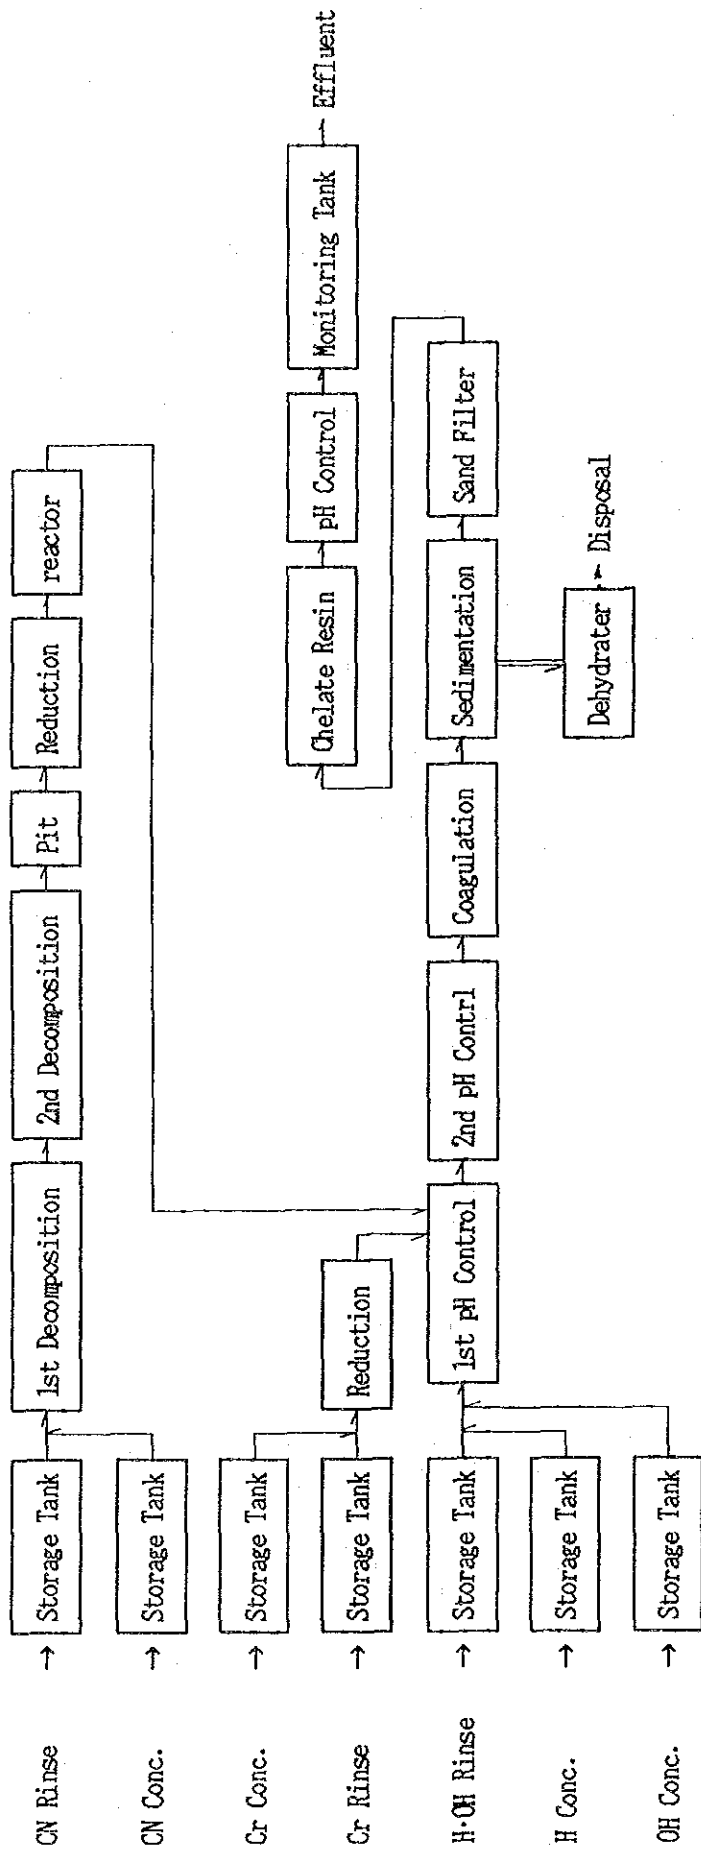 CN Rinse → Storage Tank 1st Decomposition 2nd Decomposition Pit Reduction reactor
CN Conc. → Storage Tank
Cr Conc. → Storage Tank
Chelate Resin pH Control Monitoring Tank Effluent
Cr Rinse → Storage Tank Reduction
H·OH Rinse → Storage Tank 1st pH Control 2nd pH Contrl Coagulation Sedimentation Sand Filter
H Conc. → Storage Tank
Dehydrater Disposal
OH Conc. → Storage Tank